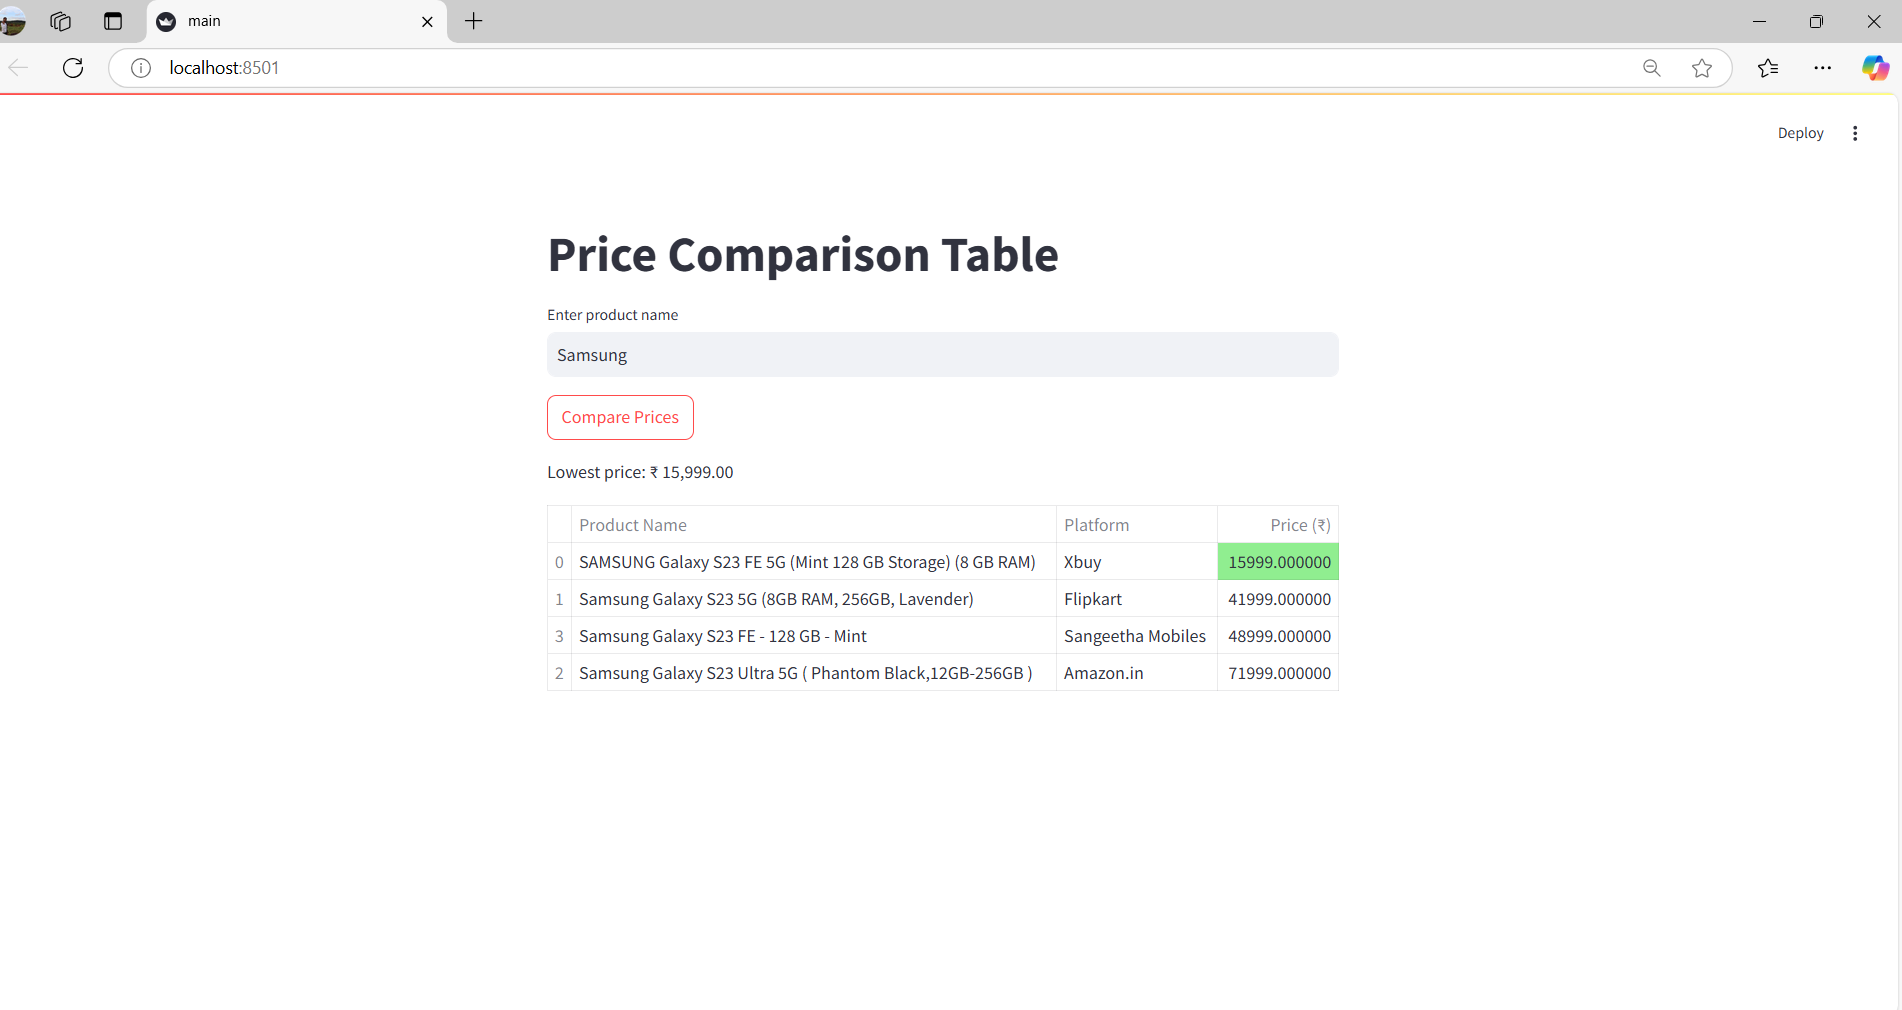 main
localhost:8501
Deploy
Price Comparison Table
Enter product name
Samsung
Compare Prices
Lowest price: ₹ 15,999.00
Product Name Platform Price (₹)
0 SAMSUNG Galaxy S23 FE 5G (Mint 128 GB Storage) (8 GB RAM) Xbuy 15999.000000
1 Samsung Galaxy S23 5G (8GB RAM, 256GB, Lavender) Flipkart 41999.000000
3 Samsung Galaxy S23 FE - 128 GB - Mint Sangeetha Mobiles 48999.000000
2 Samsung Galaxy S23 Ultra 5G ( Phantom Black,12GB-256GB ) Amazon.in 71999.000000